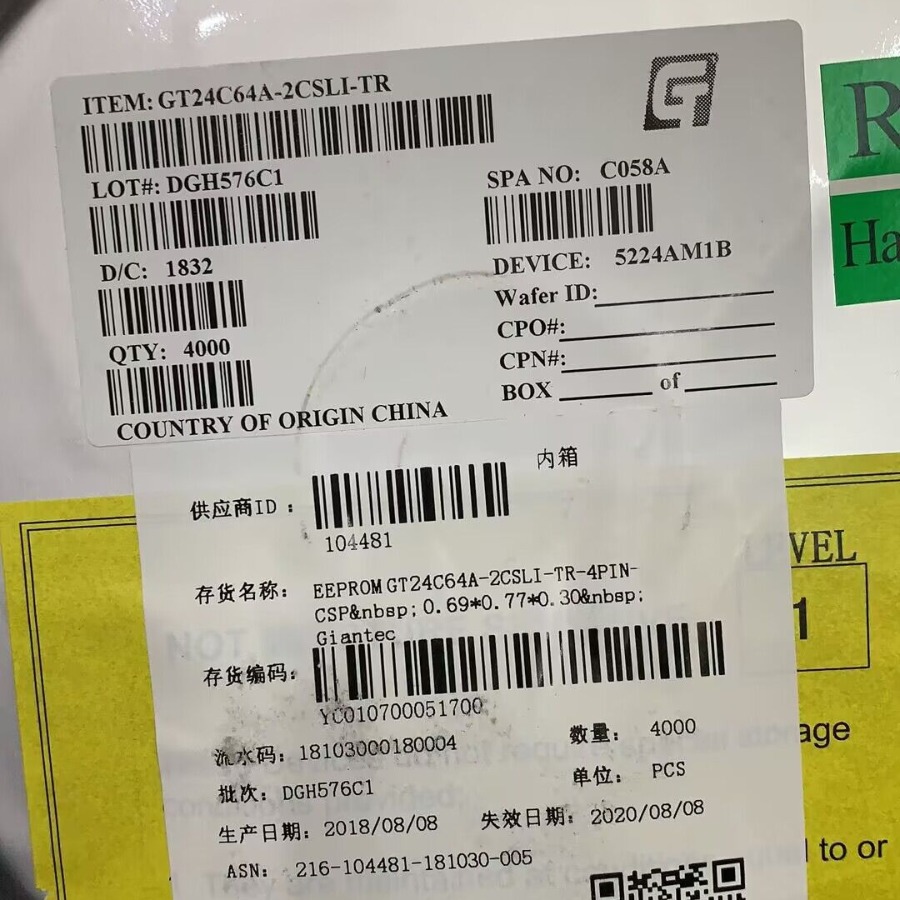 ITEM: GT24C64A-2CSLI-TR
LOT#: DGH576C1
SPA NO: C058A
D/C: 1832
DEVICE: 5224AM1B
Wafer ID:
CPO#:
QTY: 4000
CPN#:
BOX of
COUNTRY OF ORIGIN CHINA
R
Ha
内箱
供应商ID：
104481
LEVEL
1
存货名称： EEPROM GT24C64A-2CSLI-TR-4PIN-
CSP&nbsp;0.69*0.77*0.30&nbsp;
Giantec
存货编码：
YC010700051700
流水码：18103000180004
数量： 4000
批次：DGH576C1
单位： PCS
生产日期：2018/08/08
失效日期：2020/08/08
ASN： 216-104481-181030-005
age
to or